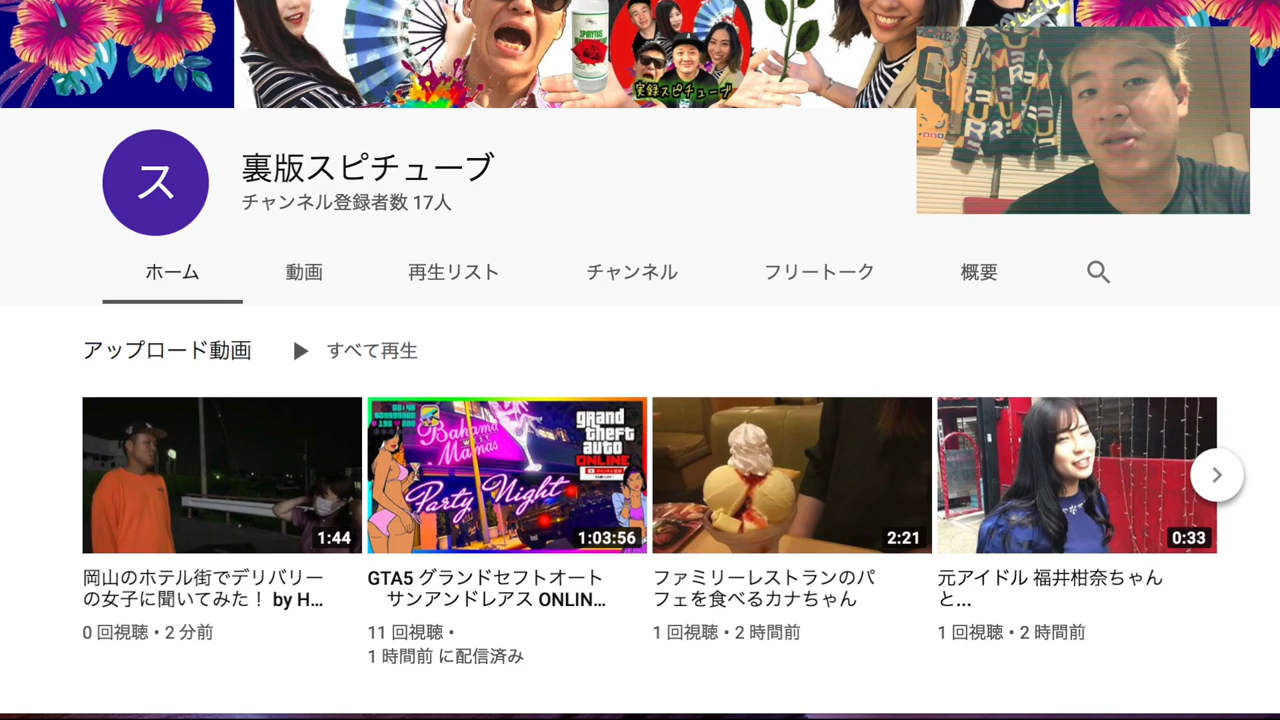 SPIRYTUS
実録スピチューブ
ス
裏版スピチューブ
チャンネル登録者数 17人
ホーム
動画
再生リスト
チャンネル
フリートーク
概要
アップロード動画
すべて再生
1:44
Bahama
Mamas
grand
theft
auto
ONLINE
Party Night
1:03:56
2:21
0:33
岡山のホテル街でデリバリー
の女子に聞いてみた！ by H...
0 回視聴・2 分前
GTA5 グランドセフトオート
サンアンドレアス ONLIN...
11 回視聴・
1 時間前 に配信済み
ファミリーレストランのパ
フェを食べるカナちゃん
1 回視聴・2 時間前
元アイドル 福井柑奈ちゃん
と...
1 回視聴・2 時間前